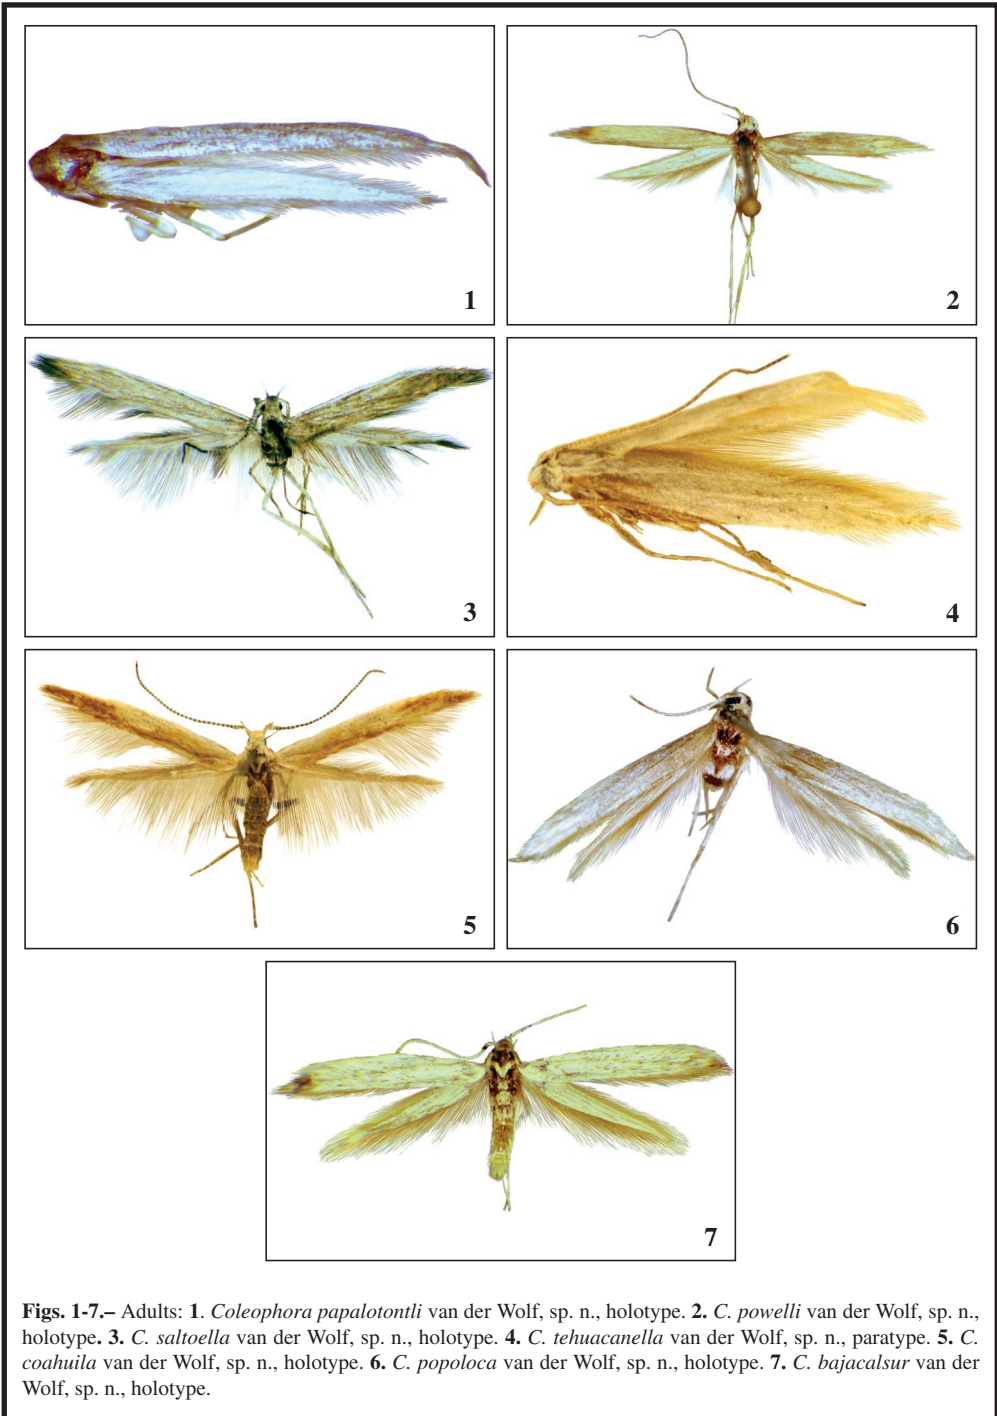 1
2
3
4
5
6
7
Figs. 1-7.– Adults: 1. Coleophora papalotontli van der Wolf, sp. n., holotype. 2. C. powelli van der Wolf, sp. n.,
holotype. 3. C. saltoella van der Wolf, sp. n., holotype. 4. C. tehuacanella van der Wolf, sp. n., paratype. 5. C.
coahuila van der Wolf, sp. n., holotype. 6. C. popoloca van der Wolf, sp. n., holotype. 7. C. bajacalsur van der
Wolf, sp. n., holotype.